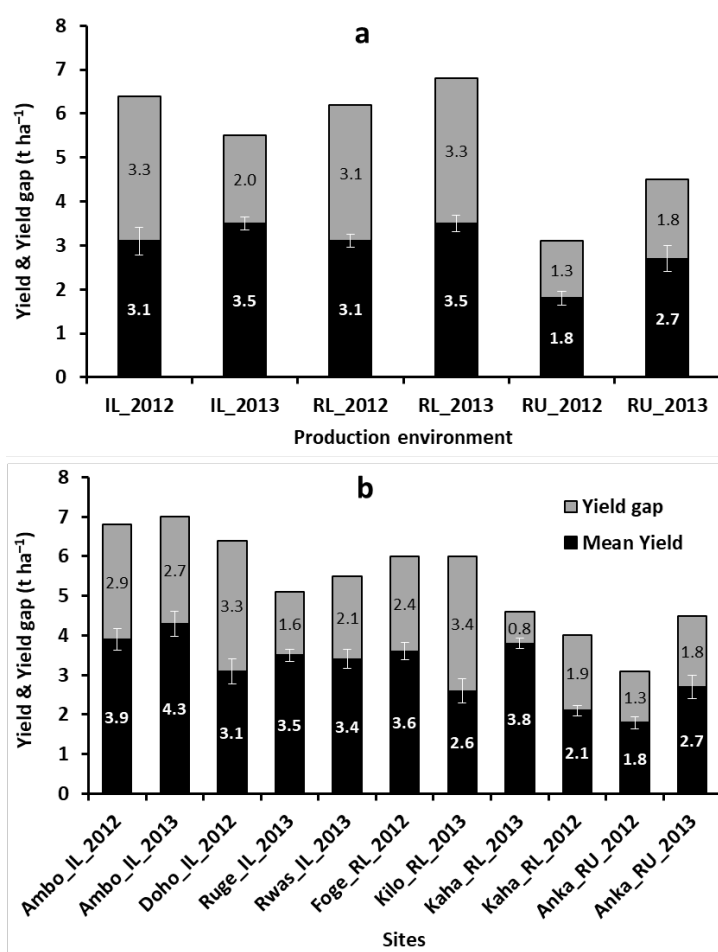 a
Yield & Yield gap (t ha⁻¹)
8
7
6
5
4
3
2
1
0
3.3
2.0
3.1
3.3
1.3
1.8
3.1
3.5
3.1
3.5
1.8
2.7
IL_2012 IL_2013 RL_2012 RL_2013 RU_2012 RU_2013
Production environment
b
Yield & Yield gap (t ha⁻¹)
8
7
6
5
4
3
2
1
0
Yield gap
Mean Yield
2.9
2.7
3.3
1.6
2.1
2.4
3.4
0.8
1.9
1.3
1.8
3.9
4.3
3.1
3.5
3.4
3.6
2.6
3.8
2.1
1.8
2.7
Ambo_IL_2012
Ambo_IL_2013
Doho_IL_2012
Ruge_IL_2013
Rwas_IL_2013
Foge_RL_2012
Kilo_RL_2013
Kaha_RL_2013
Kaha_RL_2012
Anka_RU_2012
Anka_RU_2013
Sites